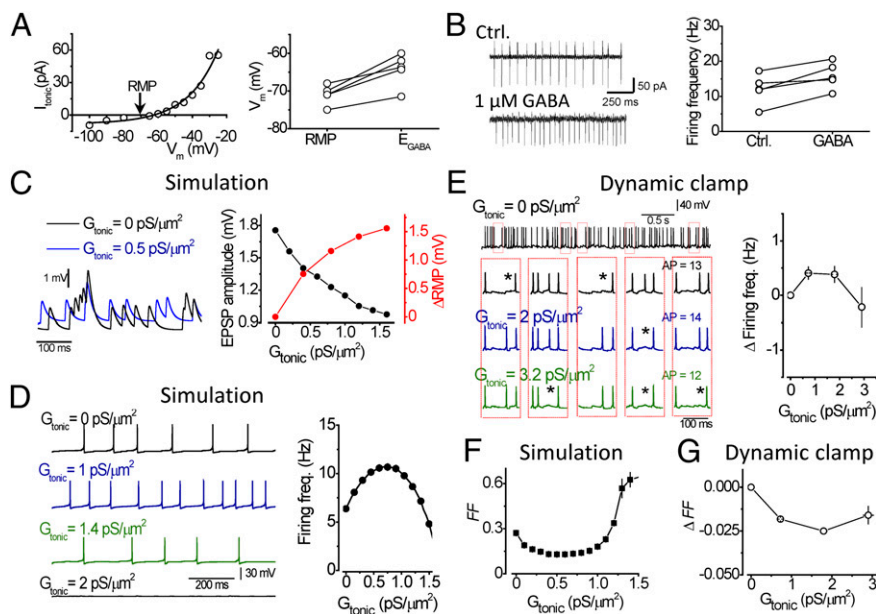 A
I_tonic (pA)
60
30
0
RMP
-100 -80 -60 -40 -20
V_m (mV)
V_m (mV)
-60
-70
-80
RMP E_GABA
B
Ctrl.
50 pA
250 ms
1 µM GABA
Firing frequency (Hz)
30
20
10
0
Ctrl. GABA
C Simulation
G_tonic = 0 pS/µm²
G_tonic = 0.5 pS/µm²
1 mV
100 ms
EPSP amplitude (mV)
1.8
1.5
1.2
0.9
0.0 0.5 1.0 1.5
G_tonic (pS/µm²)
1.5
1.0
0.5
0
ΔRMP (mV)
D Simulation
G_tonic = 0 pS/µm²
G_tonic = 1 pS/µm²
G_tonic = 1.4 pS/µm²
30 mV
G_tonic = 2 pS/µm²
200 ms
Firing freq. (Hz)
15
10
5
0
0.0 0.5 1.0 1.5
G_tonic (pS/µm²)
E Dynamic clamp
G_tonic = 0 pS/µm²
40 mV
0.5 s
* * AP = 13
G_tonic = 2 pS/µm²
* AP = 14
G_tonic = 3.2 pS/µm²
* * * AP = 12
100 ms
Δ Firing freq. (Hz)
1
0
-1
0 1 2 3
G_tonic (pS/µm²)
F Simulation
FF
0.6
0.3
0.0
0.0 0.5 1.0 1.5
G_tonic (pS/µm²)
G Dynamic clamp
Δ FF
0.000
-0.025
-0.050
0 1 2 3
G_tonic (pS/µm²)